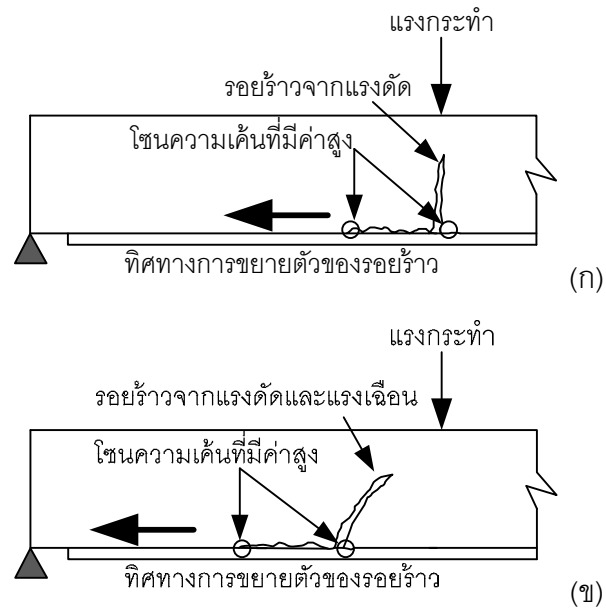 แรงกระทำ
รอยร้าวจากแรงดัด
โซนความเค้นที่มีค่าสูง
ทิศทางการขยายตัวของรอยร้าว
(ก)
แรงกระทำ
รอยร้าวจากแรงดัดและแรงเฉือน
โซนความเค้นที่มีค่าสูง
ทิศทางการขยายตัวของรอยร้าว
(ข)